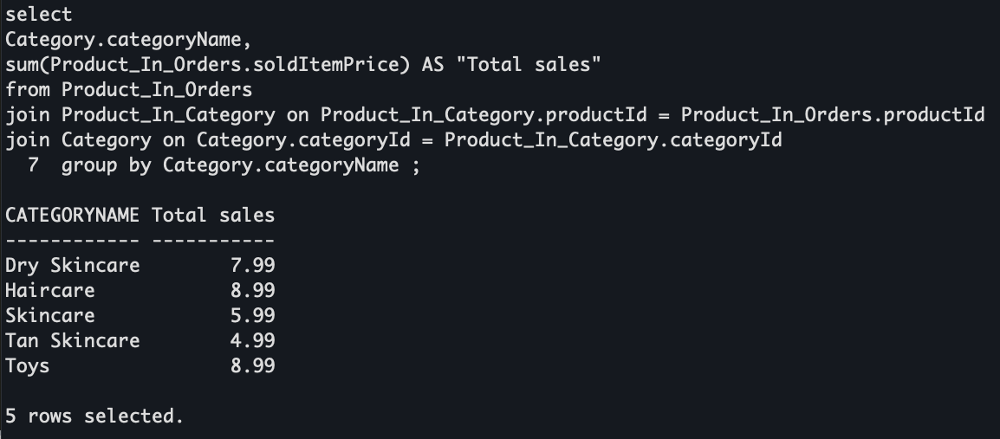 select
Category.categoryName,
sum(Product_In_Orders.soldItemPrice) AS "Total sales"
from Product_In_Orders
join Product_In_Category on Product_In_Category.productId = Product_In_Orders.productId
join Category on Category.categoryId = Product_In_Category.categoryId
  7  group by Category.categoryName ;

CATEGORYNAME Total sales
------------ -----------
Dry Skincare        7.99
Haircare            8.99
Skincare            5.99
Tan Skincare        4.99
Toys                8.99

5 rows selected.